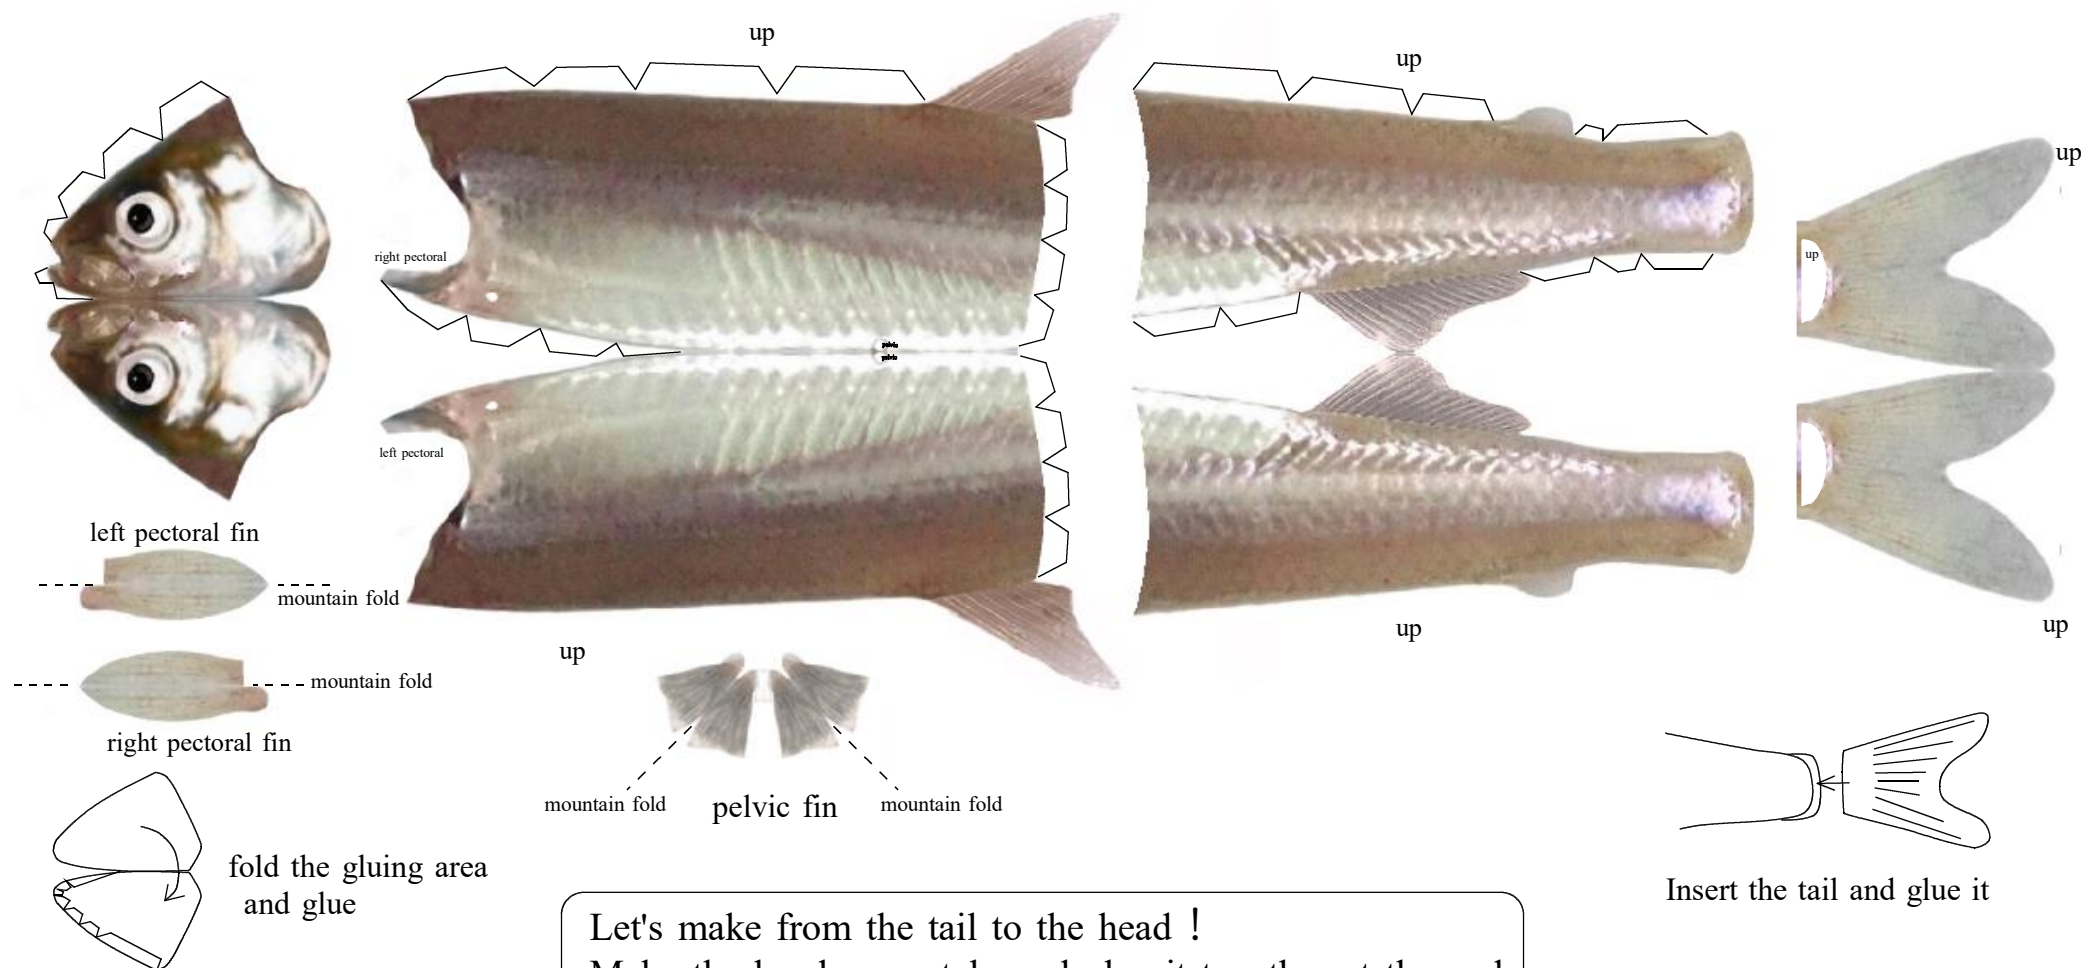 up
up
up
right pectoral
up
pelvic
pelvic
left pectoral
left pectoral fin
mountain fold
up
up
up
mountain fold
right pectoral fin
mountain fold
pelvic fin
mountain fold
fold the gluing area
and glue
Insert the tail and glue it
Let's make from the tail to the head !